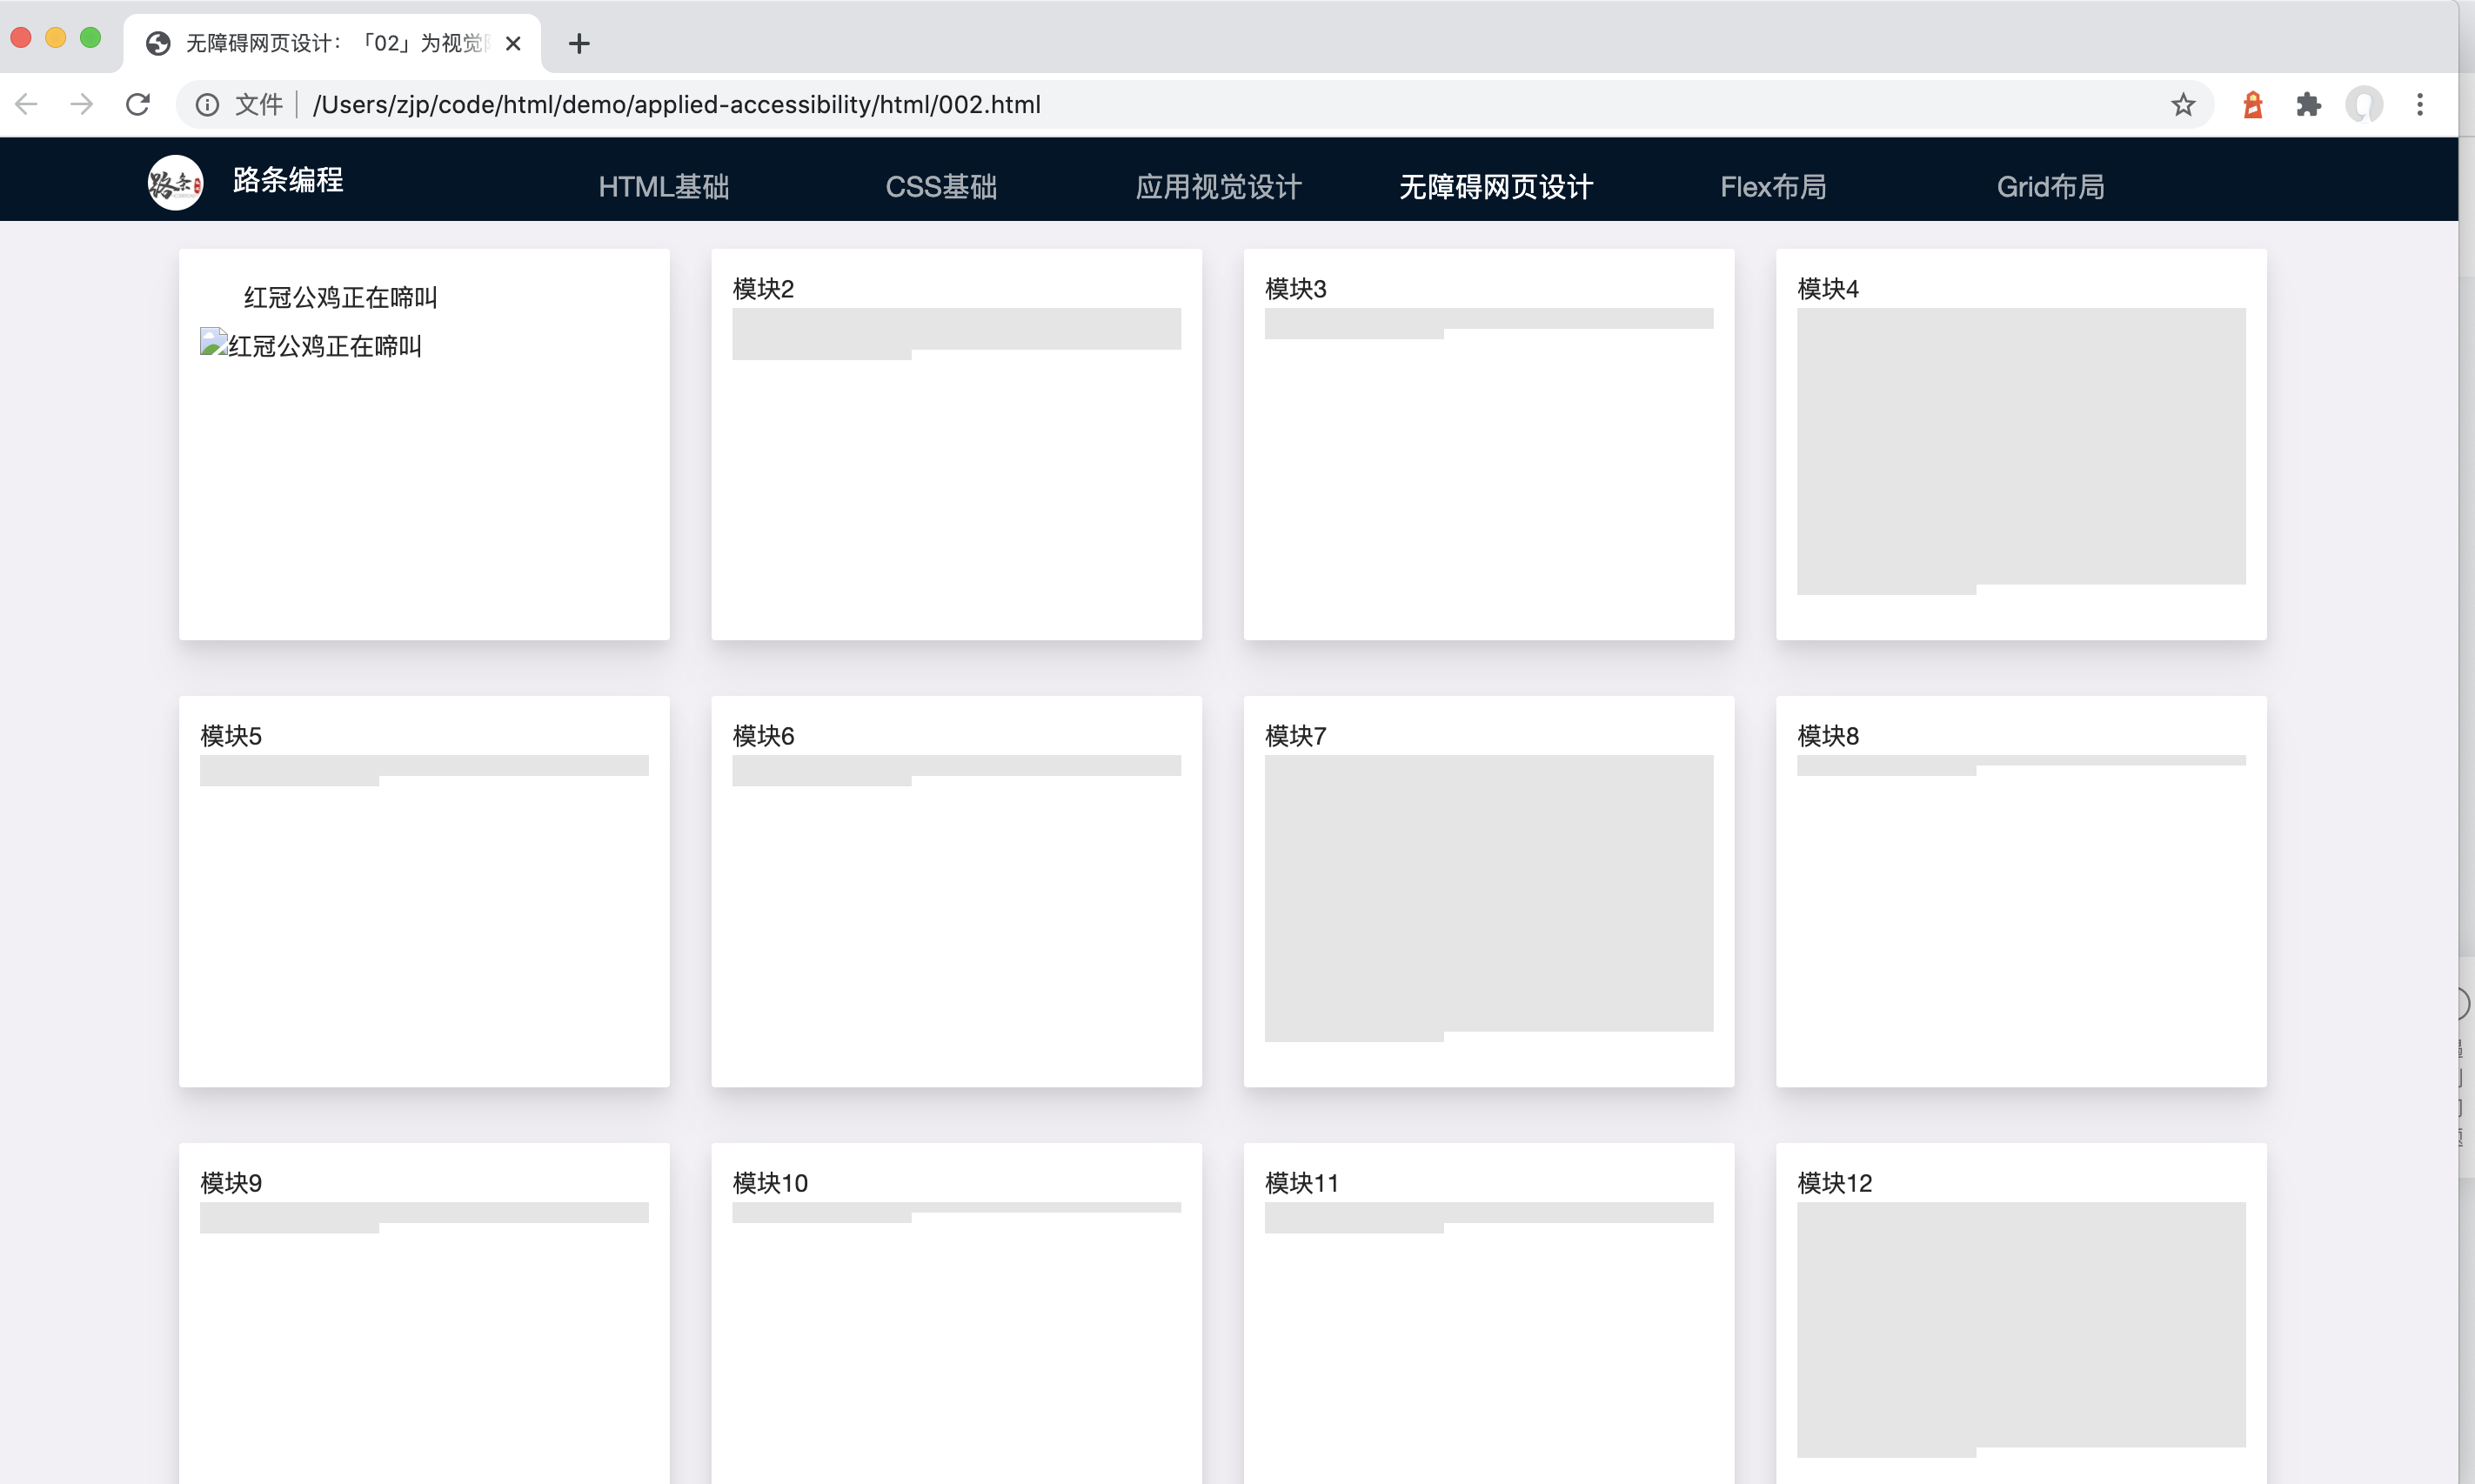 无障碍网页设计：「02」为视觉
文件 /Users/zjp/code/html/demo/applied-accessibility/html/002.html
路条 路条编程 HTML基础 CSS基础 应用视觉设计 无障碍网页设计 Flex布局 Grid布局
红冠公鸡正在啼叫
红冠公鸡正在啼叫
模块2
模块3
模块4
模块5
模块6
模块7
模块8
模块9
模块10
模块11
模块12